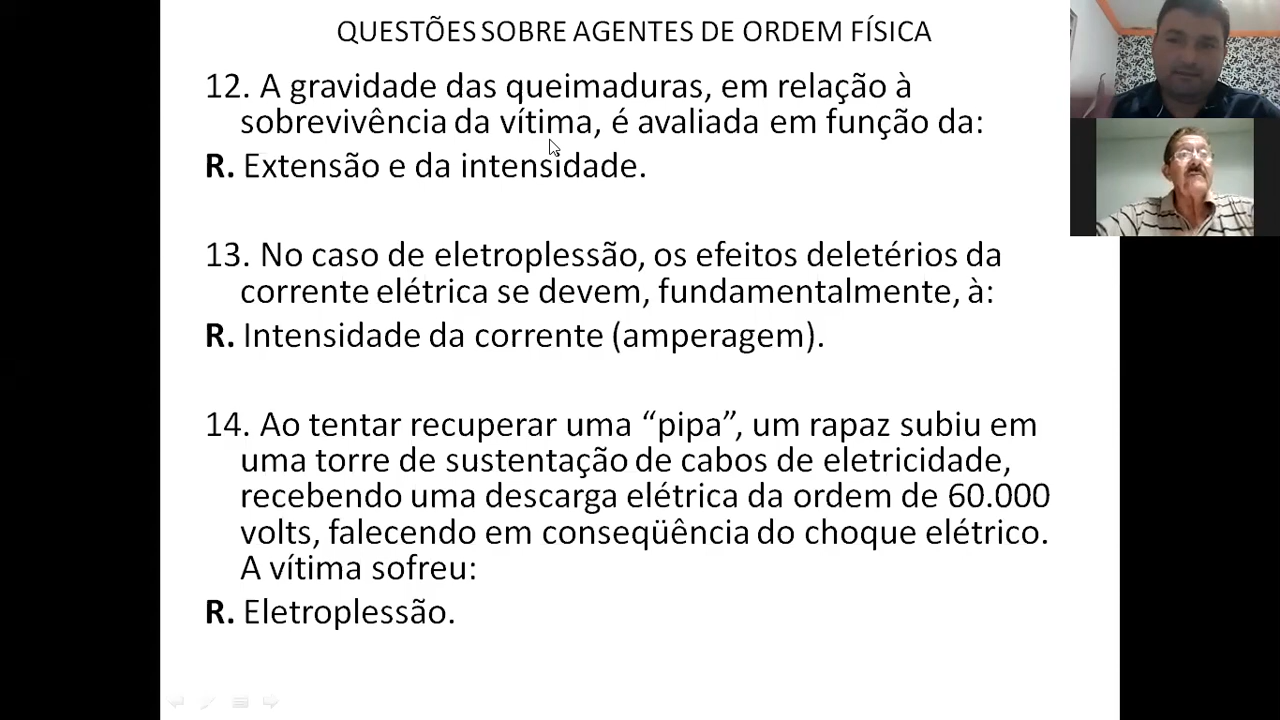 QUESTÕES SOBRE AGENTES DE ORDEM FÍSICA
12. A gravidade das queimaduras, em relação à
sobrevivência da vítima, é avaliada em função da:
R. Extensão e da intensidade.
13. No caso de eletroplessão, os efeitos deletérios da
corrente elétrica se devem, fundamentalmente, à:
R. Intensidade da corrente (amperagem).
14. Ao tentar recuperar uma “pipa”, um rapaz subiu em
uma torre de sustentação de cabos de eletricidade,
recebendo uma descarga elétrica da ordem de 60.000
volts, falecendo em conseqüência do choque elétrico.
A vítima sofreu:
R. Eletroplessão.